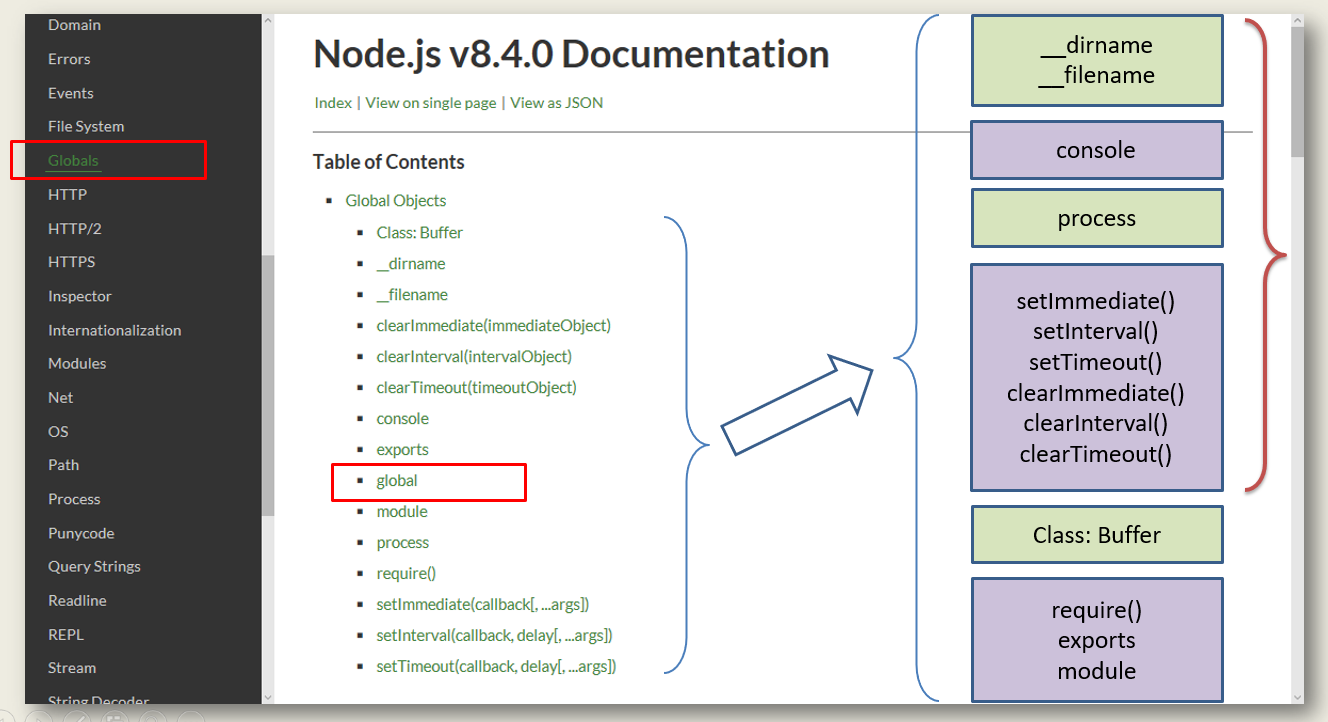 Domain
Errors
Events
File System
Globals
HTTP
HTTP/2
HTTPS
Inspector
Internationalization
Modules
Net
OS
Path
Process
Punycode
Query Strings
Readline
REPL
Stream
String Decoder
Node.js v8.4.0 Documentation
Index | View on single page | View as JSON
Table of Contents
Global Objects
Class: Buffer
__dirname
__filename
clearImmediate(immediateObject)
clearInterval(intervalObject)
clearTimeout(timeoutObject)
console
exports
global
module
process
require()
setImmediate(callback[, ...args])
setInterval(callback, delay[, ...args])
setTimeout(callback, delay[, ...args])
__dirname
__filename
console
process
setImmediate()
setInterval()
setTimeout()
clearImmediate()
clearInterval()
clearTimeout()
Class: Buffer
require()
exports
module